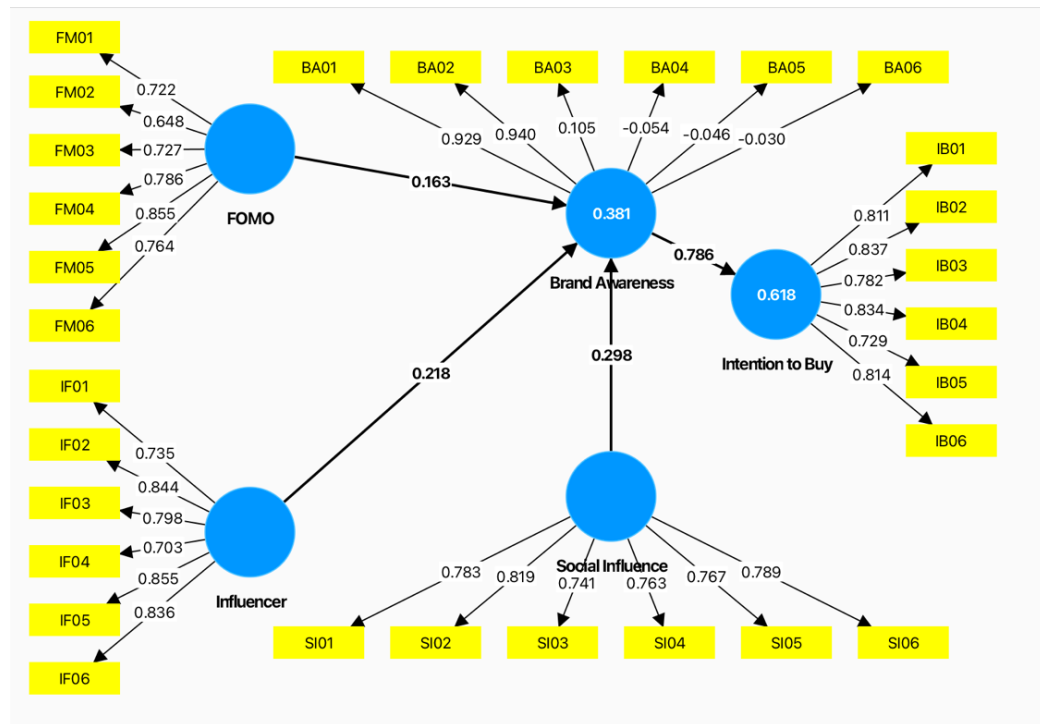 FM01
FM02
FM03
FM04
FM05
FM06
0.722
0.648
0.727
0.786
0.855
0.764
FOMO
BA01 BA02 BA03 BA04 BA05 BA06
0.929 0.940 0.105 -0.054 -0.046 -0.030
0.163
0.381
Brand Awareness
0.786
0.618
Intention to Buy
IB01
IB02
IB03
IB04
IB05
IB06
0.811
0.837
0.782
0.834
0.729
0.814
0.218
0.298
IF01
IF02
IF03
IF04
IF05
IF06
0.735
0.844
0.798
0.703
0.855
0.836
Influencer
Social Influence
0.783 0.819 0.741 0.763 0.767 0.789
SI01 SI02 SI03 SI04 SI05 SI06